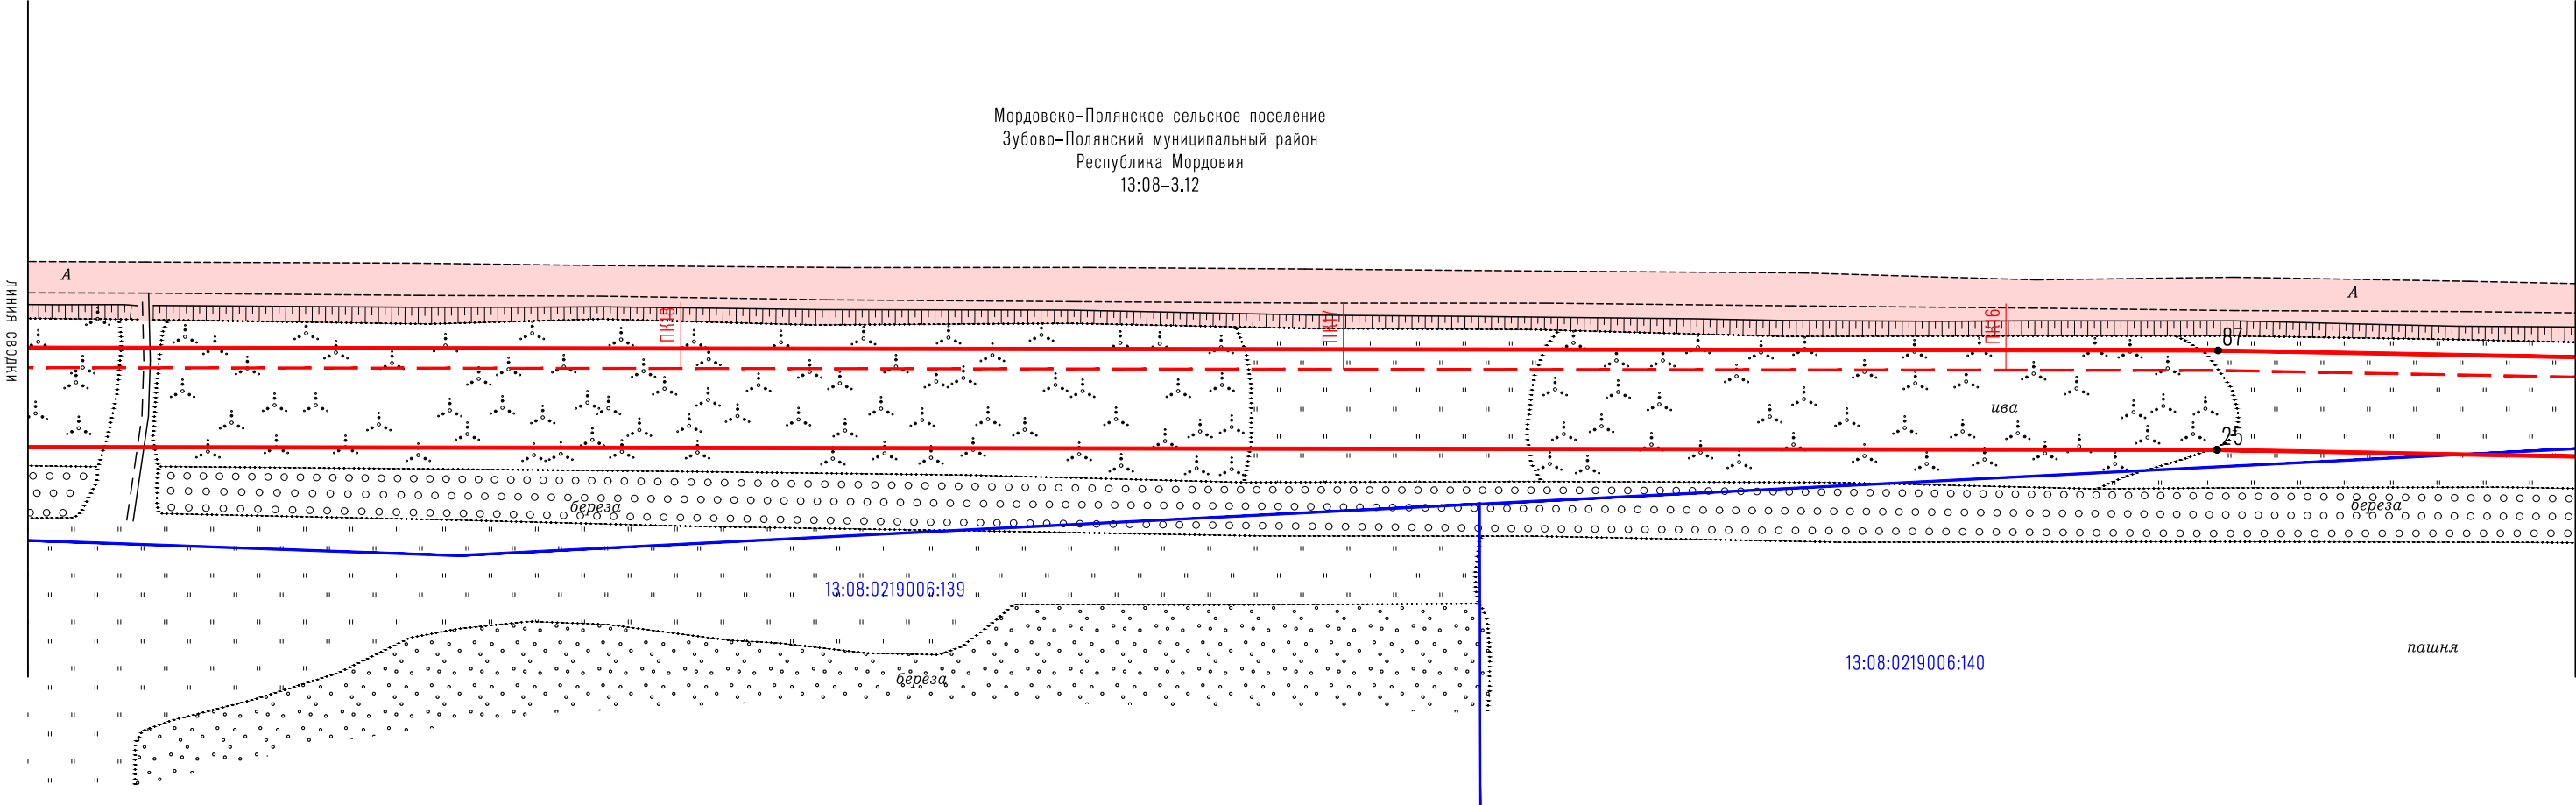 Мордовско-Полянское сельское поселение
Зубово-Полянский муниципальный район
Республика Мордовия
13:08-3.12
А
А
ЛИНИЯ СВОДКИ
ПК18
ПК17
ПК16
87
ива
25
береза
береза
13:08:0219006:139
13:08:0219006:140
пашня
береза